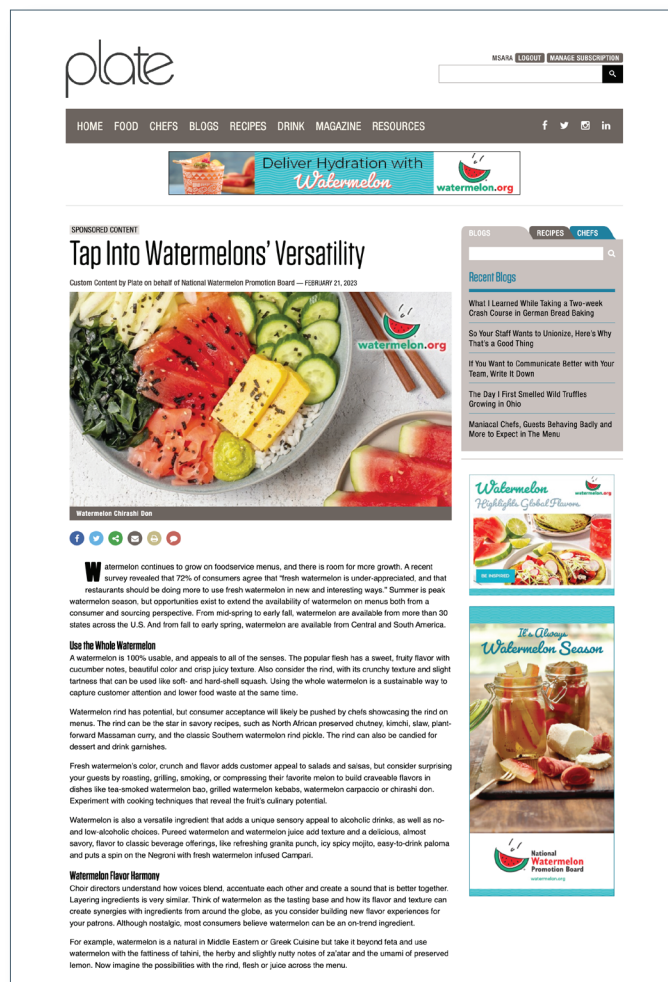 plate
MSARA LOGOUT MANAGE SUBSCRIPTION
HOME FOOD CHEFS BLOGS RECIPES DRINK MAGAZINE RESOURCES
f in
Deliver Hydration with
Watermelon
watermelon.org
SPONSORED CONTENT
Tap Into Watermelons' Versatility
Custom Content by Plate on behalf of National Watermelon Promotion Board — FEBRUARY 21, 2023
watermelon.org
Watermelon Chirashi Don
f
Watermelon continues to grow on foodservice menus, and there is room for more growth. A recent
survey revealed that 72% of consumers agree that "fresh watermelon is under-appreciated, and that
restaurants should be doing more to use fresh watermelon in new and interesting ways." Summer is peak
watermelon season, but opportunities exist to extend the availability of watermelon on menus both from a
consumer and sourcing perspective. From mid-spring to early fall, watermelon are available from more than 30
states across the U.S. And from fall to early spring, watermelon are available from Central and South America.
Use the Whole Watermelon
A watermelon is 100% usable, and appeals to all of the senses. The popular flesh has a sweet, fruity flavor with
cucumber notes, beautiful color and crisp juicy texture. Also consider the rind, with its crunchy texture and slight
tartness that can be used like soft- and hard-shell squash. Using the whole watermelon is a sustainable way to
capture customer attention and lower food waste at the same time.
Watermelon rind has potential, but consumer acceptance will likely be pushed by chefs showcasing the rind on
menus. The rind can be the star in savory recipes, such as North African preserved chutney, kimchi, slaw, plant-
forward Massaman curry, and the classic Southern watermelon rind pickle. The rind can also be candied for
dessert and drink garnishes.
Fresh watermelon's color, crunch and flavor adds customer appeal to salads and salsas, but consider surprising
your guests by roasting, grilling, smoking, or compressing their favorite melon to build craveable flavors in
dishes like tea-smoked watermelon bao, grilled watermelon kebabs, watermelon carpaccio or chirashi don.
Experiment with cooking techniques that reveal the fruit's culinary potential.
Watermelon is also a versatile ingredient that adds a unique sensory appeal to alcoholic drinks, as well as no-
and low-alcoholic choices. Pureed watermelon and watermelon juice add texture and a delicious, almost
savory, flavor to classic beverage offerings, like refreshing granita punch, icy spicy mojito, easy-to-drink paloma
and puts a spin on the Negroni with fresh watermelon infused Campari.
Watermelon Flavor Harmony
Choir directors understand how voices blend, accentuate each other and create a sound that is better together.
Layering ingredients is very similar. Think of watermelon as the tasting base and how its flavor and texture can
create synergies with ingredients from around the globe, as you consider building new flavor experiences for
your patrons. Although nostalgic, most consumers believe watermelon can be an on-trend ingredient.
For example, watermelon is a natural in Middle Eastern or Greek Cuisine but take it beyond feta and use
watermelon with the fattiness of tahini, the herby and slightly nutty notes of za'atar and the umami of preserved
lemon. Now imagine the possibilities with the rind, flesh or juice across the menu.
BLOGS RECIPES CHEFS
Recent Blogs
What I Learned While Taking a Two-week
Crash Course in German Bread Baking
So Your Staff Wants to Unionize, Here's Why
That's a Good Thing
If You Want to Communicate Better with Your
Team, Write It Down
The Day I First Smelled Wild Truffles
Growing in Ohio
Maniacal Chefs, Guests Behaving Badly and
More to Expect in The Menu
Watermelon
Highlights Global Flavors
watermelon.org
BE INSPIRED
It's Always
Watermelon Season
National
Watermelon
Promotion Board
watermelon.org